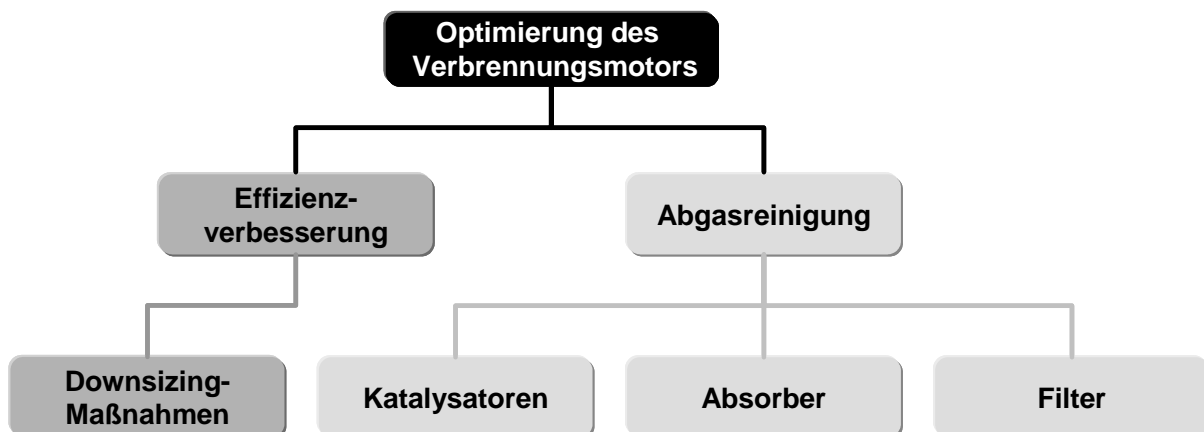 Optimierung des
Verbrennungsmotors
Effizienz-
verbesserung
Abgasreinigung
Downsizing-
Maßnahmen
Katalysatoren
Absorber
Filter